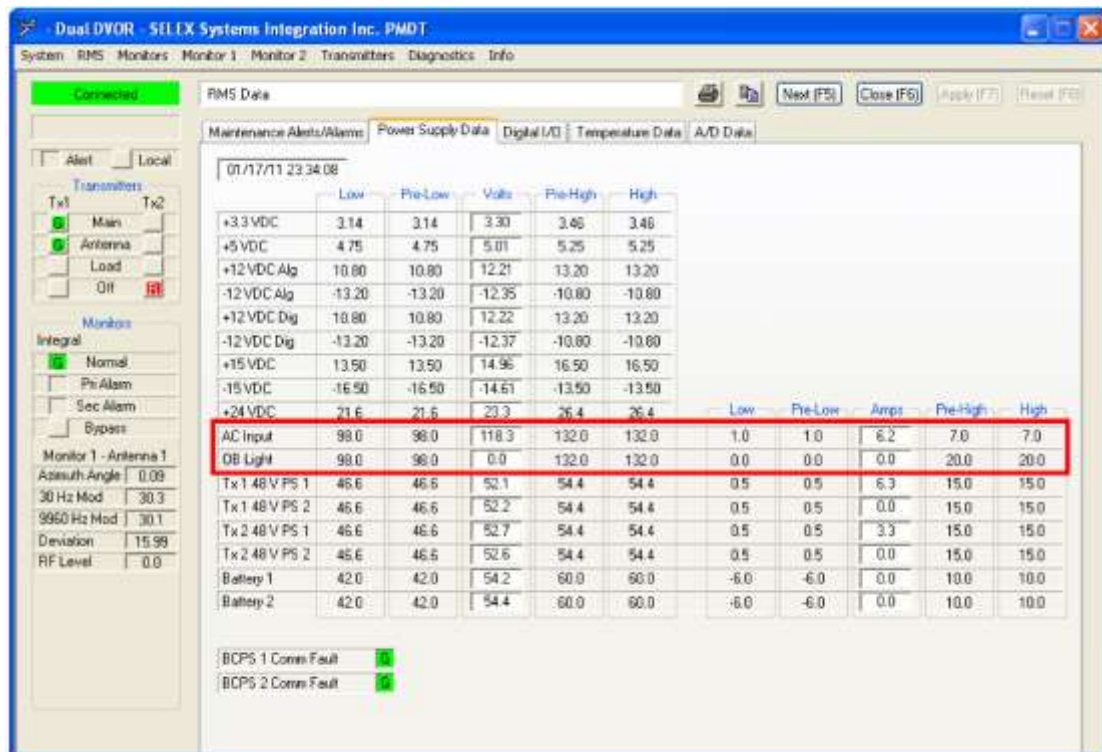 - Dual DVOR - SELEX Systems Integration Inc. PMDT
System RMS Monitors Monitor 1 Monitor 2 Transmitters Diagnostics Info
Connected
RMS Data
Next (F5) Close (F6) Apply (F7) Reset (F8)
Maintenance Alerts/Alarms Power Supply Data Digital I/O Temperature Data A/D Data
Alert Local
Transmitters
Tx1 Tx2
G Main
G Antenna
Load
Off
Monitors
Integral
G Normal
Pri Alarm
Sec Alarm
Bypass
Monitor 1 - Antenna 1
Azimuth Angle 0.09
30 Hz Mod 30.3
9960 Hz Mod 30.1
Deviation 15.99
RF Level 0.0
01/17/11 23:34:08
Low Pre-Low Volts Pre-High High
+3.3 VDC 3.14 3.14 3.30 3.46 3.46
+5 VDC 4.75 4.75 5.01 5.25 5.25
+12 VDC Alg 10.80 10.80 12.21 13.20 13.20
-12 VDC Alg -13.20 -13.20 -12.35 -10.80 -10.80
+12 VDC Dig 10.80 10.80 12.22 13.20 13.20
-12 VDC Dig -13.20 -13.20 -12.37 -10.80 -10.80
+15 VDC 13.50 13.50 14.96 16.50 16.50
-15 VDC -16.50 -16.50 -14.61 -13.50 -13.50
+24 VDC 21.6 21.6 23.3 26.4 26.4 Low Pre-Low Amps Pre-High High
AC Input 98.0 98.0 118.3 132.0 132.0 1.0 1.0 6.2 7.0 7.0
OB Light 98.0 98.0 0.0 132.0 132.0 0.0 0.0 0.0 20.0 20.0
Tx 1 48 V PS 1 46.6 46.6 52.1 54.4 54.4 0.5 0.5 6.3 15.0 15.0
Tx 1 48 V PS 2 46.6 46.6 52.2 54.4 54.4 0.5 0.5 0.0 15.0 15.0
Tx 2 48 V PS 1 46.6 46.6 52.7 54.4 54.4 0.5 0.5 3.3 15.0 15.0
Tx 2 48 V PS 2 46.6 46.6 52.6 54.4 54.4 0.5 0.5 0.0 15.0 15.0
Battery 1 42.0 42.0 54.2 60.0 60.0 -6.0 -6.0 0.0 10.0 10.0
Battery 2 42.0 42.0 54.4 60.0 60.0 -6.0 -6.0 0.0 10.0 10.0
BCPS 1 Comm Fault G
BCPS 2 Comm Fault G